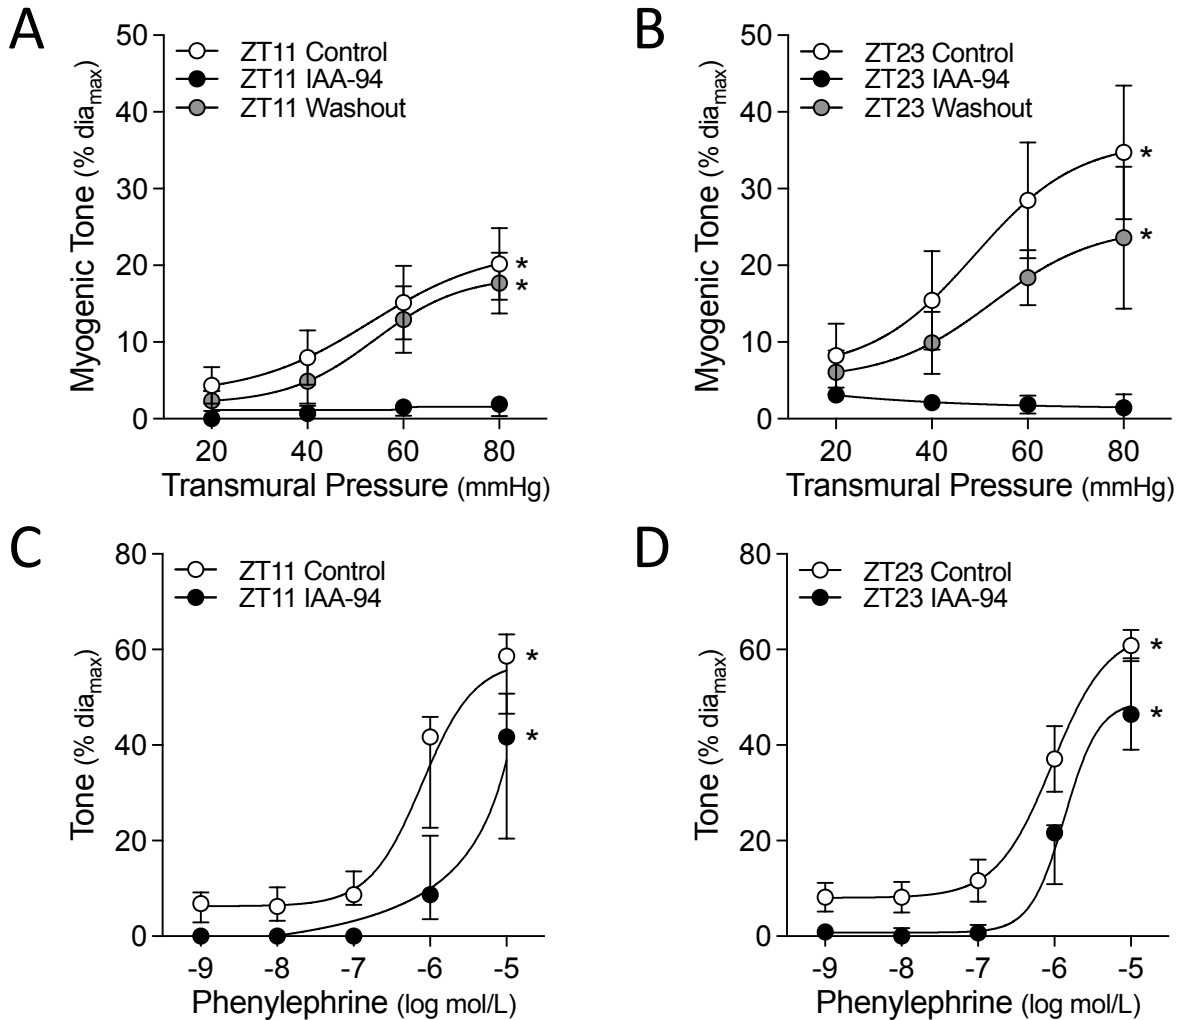 A
50
40
30
20
10
0
Myogenic Tone (% dia_max)
ZT11 Control
ZT11 IAA-94
ZT11 Washout
*
*
20 40 60 80
Transmural Pressure (mmHg)
B
50
40
30
20
10
0
Myogenic Tone (% dia_max)
ZT23 Control
ZT23 IAA-94
ZT23 Washout
*
*
20 40 60 80
Transmural Pressure (mmHg)
C
80
60
40
20
0
Tone (% dia_max)
ZT11 Control
ZT11 IAA-94
*
*
-9 -8 -7 -6 -5
Phenylephrine (log mol/L)
D
80
60
40
20
0
Tone (% dia_max)
ZT23 Control
ZT23 IAA-94
*
*
-9 -8 -7 -6 -5
Phenylephrine (log mol/L)